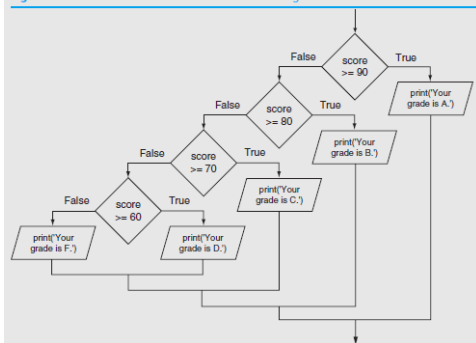 False
score
>= 90
True
print('Your
grade is A.')
False
score
>= 80
True
print('Your
grade is B.')
False
score
>= 70
True
print('Your
grade is C.')
False
score
>= 60
True
print('Your
grade is F.')
print('Your
grade is D.')